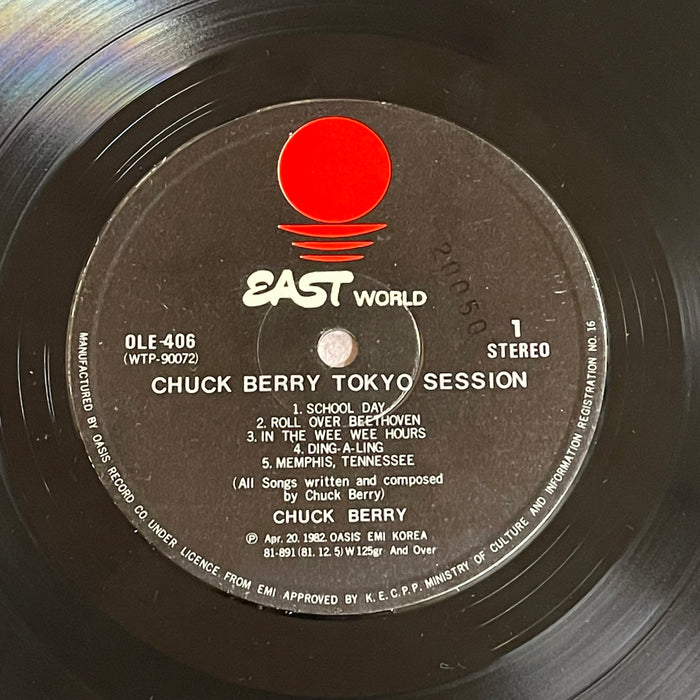 EAST WORLD
20050
OLE-406
(WTP-90072)
1
STEREO
CHUCK BERRY TOKYO SESSION
1. SCHOOL DAY
2. ROLL OVER BEETHOVEN
3. IN THE WEE WEE HOURS
4. DING-A-LING
5. MEMPHIS, TENNESSEE
(All Songs written and composed
by Chuck Berry)
CHUCK BERRY
Ⓟ Apr. 20. 1982. OASIS EMI KOREA
81-891 (81. 12. 5) W 125gr And Over
MANUFACTURED BY OASIS RECORD CO. UNDER LICENCE FROM EMI APPROVED BY K. E. C. P. P. MINISTRY OF CULTURE AND INFORMATION REGISTRATION NO. 16